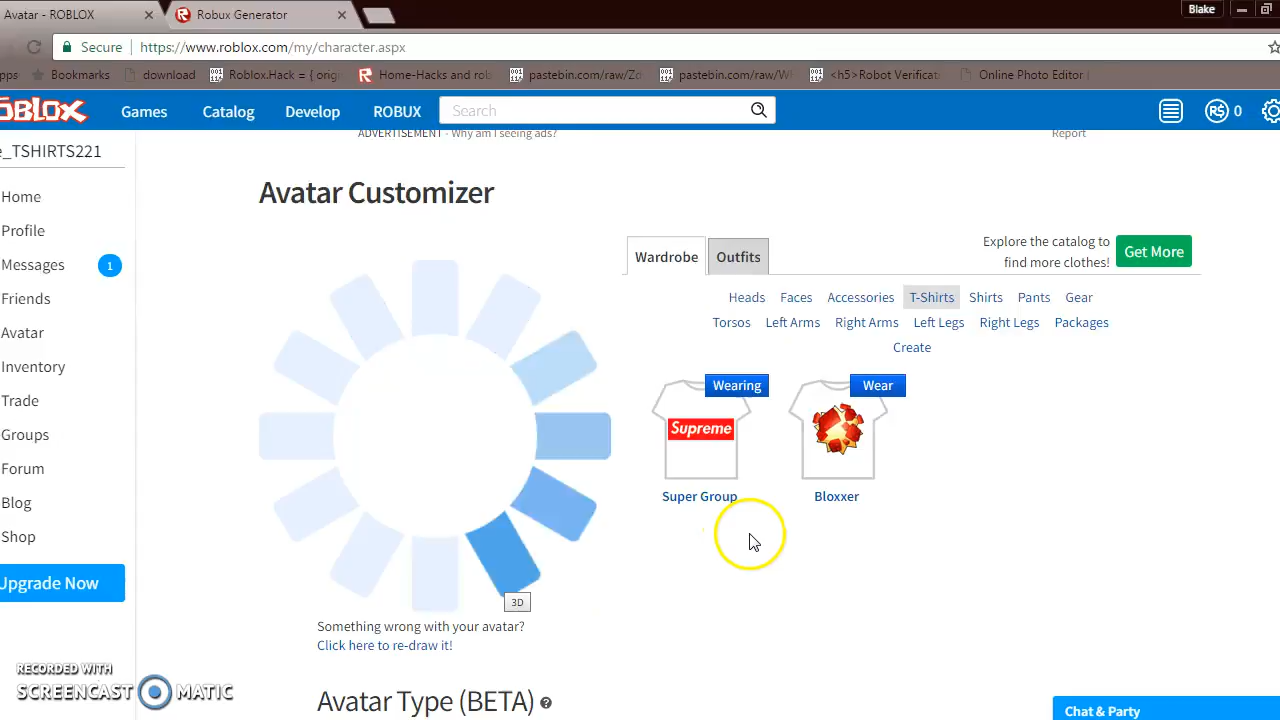 Avatar - ROBLOX
Robux Generator
Blake
Secure https://www.roblox.com/my/character.aspx
pps Bookmarks download Roblox.Hack = { origi Home-Hacks and rob pastebin.com/raw/Zd pastebin.com/raw/WH <h5>Robot Verificati Online Photo Editor |
ROBLOX Games Catalog Develop ROBUX Search R$ 0
ADVERTISEMENT - Why am I seeing ads? Report
e_TSHIRTS221
Home
Profile
Messages 1
Friends
Avatar
Inventory
Trade
Groups
Forum
Blog
Shop
Upgrade Now
Avatar Customizer
Wardrobe Outfits
Explore the catalog to
find more clothes!
Get More
Heads Faces Accessories T-Shirts Shirts Pants Gear
Torsos Left Arms Right Arms Left Legs Right Legs Packages
Create
Wearing Wear
Supreme
Super Group Bloxxer
3D
Something wrong with your avatar?
Click here to re-draw it!
Avatar Type (BETA) ?
Chat & Party
RECORDED WITH
SCREENCAST MATIC